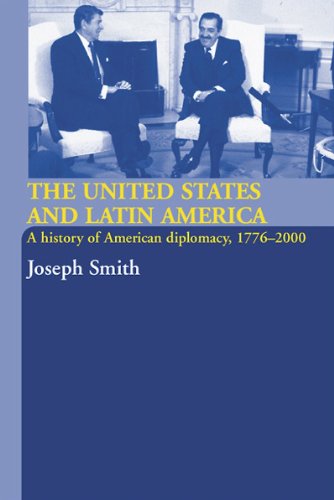 THE UNITED STATES
AND LATIN AMERICA
A history of American diplomacy, 1776–2000
Joseph Smith